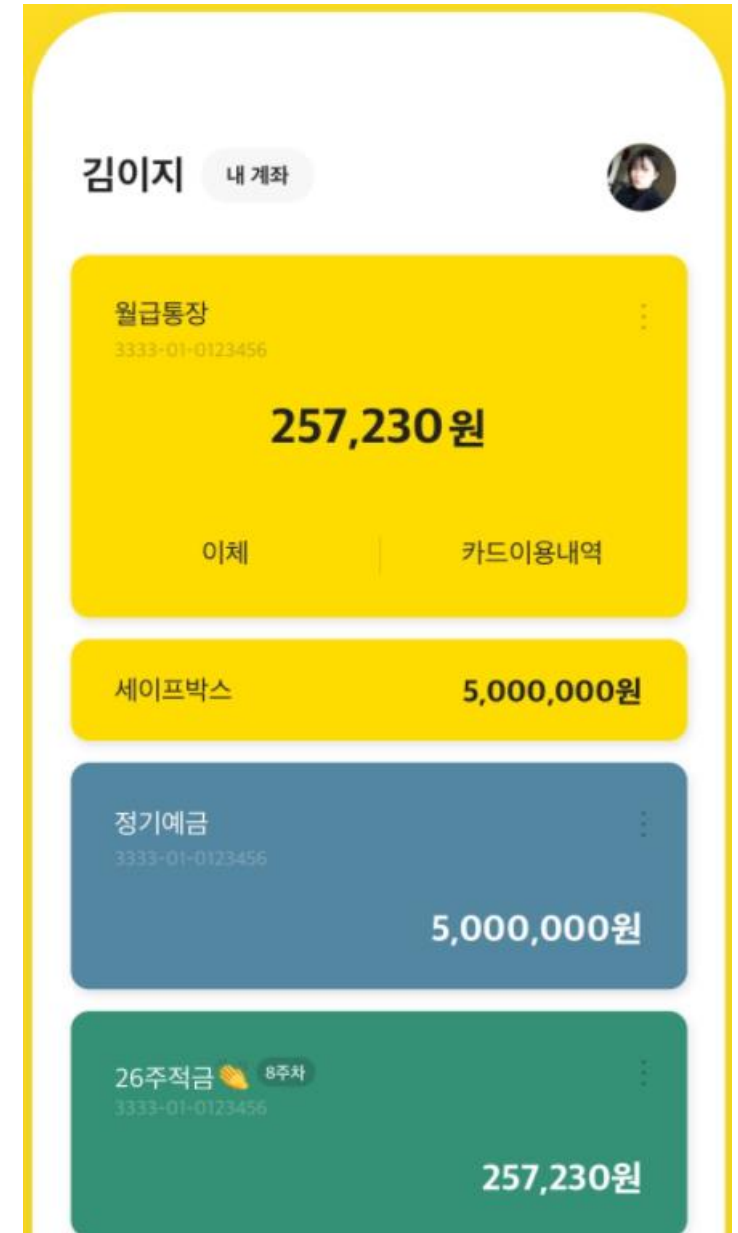 김이지 내 계좌
월급통장
3333-01-0123456
257,230원
이체 카드이용내역
세이프박스 5,000,000원
정기예금
3333-01-0123456
5,000,000원
26주적금👏 8주차
3333-01-0123456
257,230원